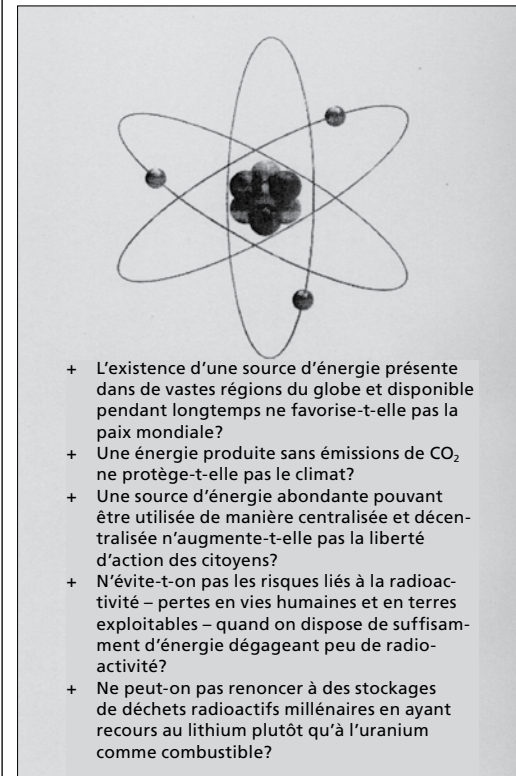 + L'existence d'une source d'énergie présente
dans de vastes régions du globe et disponible
pendant longtemps ne favorise-t-elle pas la
paix mondiale?
+ Une énergie produite sans émissions de CO₂
ne protège-t-elle pas le climat?
+ Une source d'énergie abondante pouvant
être utilisée de manière centralisée et décen-
tralisée n'augmente-t-elle pas la liberté
d'action des citoyens?
+ N'évite-t-on pas les risques liés à la radioac-
tivité – pertes en vies humaines et en terres
exploitables – quand on dispose de suffisam-
ment d'énergie dégageant peu de radio-
activité?
+ Ne peut-on pas renoncer à des stockages
de déchets radioactifs millénaires en ayant
recours au lithium plutôt qu'à l'uranium
comme combustible?